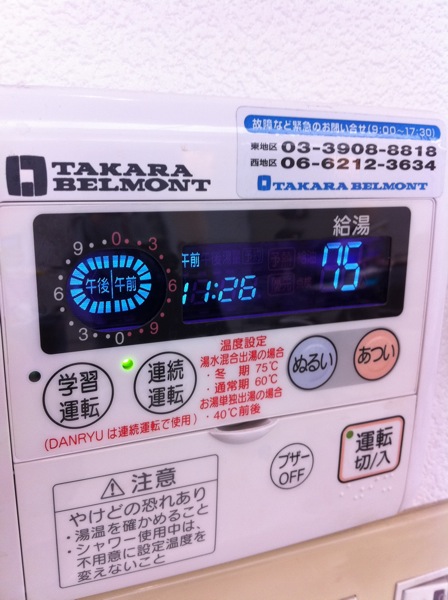 故障など緊急のお問い合せ(9:00〜17:30)
東地区 03-3908-8818
西地区 06-6212-3634
TAKARA BELMONT
TAKARA
BELMONT
給湯
9 0 3
6 6
3 0 9
午後 午前
午前
11:26
75
学習
運転
連続
運転
(DANRYUは連続運転で使用)
温度設定
湯水混合出湯の場合
・冬 期 75℃
・通常期 60℃
お湯単独出湯の場合
・40℃前後
ぬるい
あつい
ブザー
OFF
運転
切/入
注意
やけどの恐れあり
・湯温を確かめること
・シャワー使用中は、
不用意に設定温度を
変えないこと